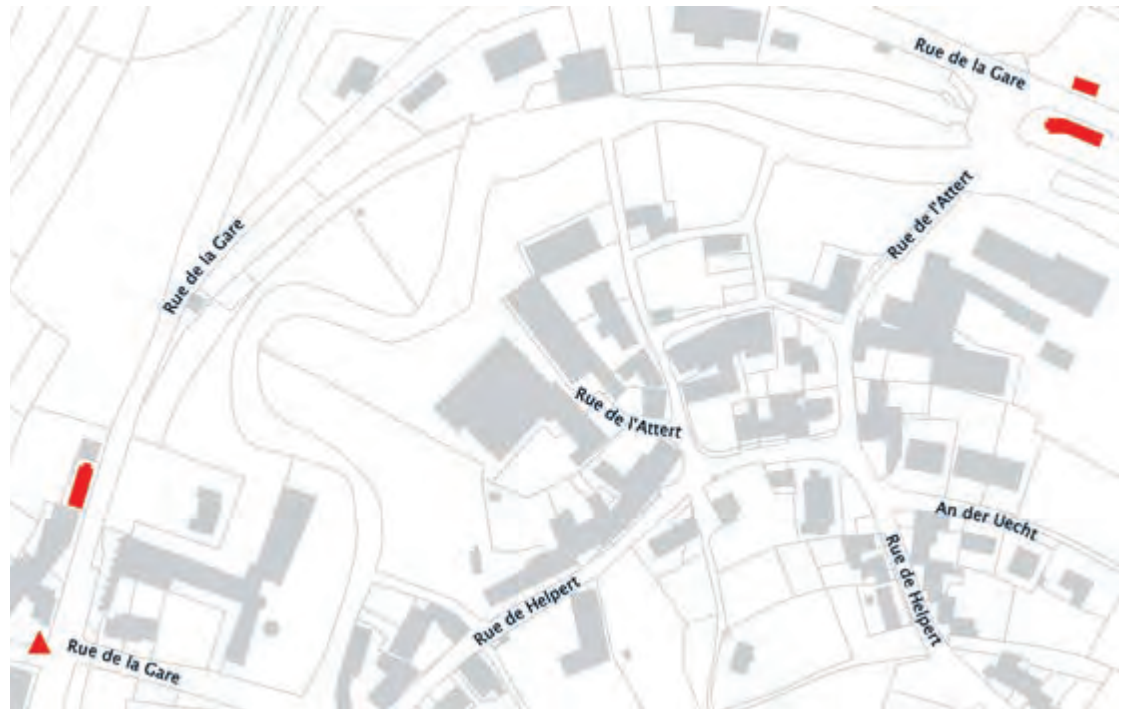 Rue de la Gare
Rue de l'Attert
Rue de la Gare
Rue de l'Attert
An der Uecht
Rue de Helpert
Rue de Helpert
Rue de la Gare